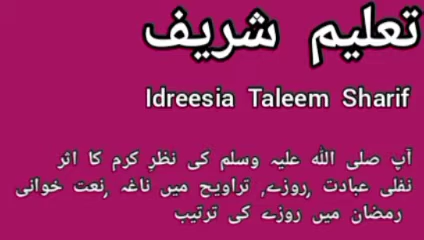 تعلیم شریف
Idreesia Taleem Sharif
آپ صلی اللہ علیہ وسلم کی نظرِ کرم کا اثر
نفلی عبادت ,روزے, تراویح میں ناغہ ,نعت خوانی
رمضان میں روزے کی ترتیب